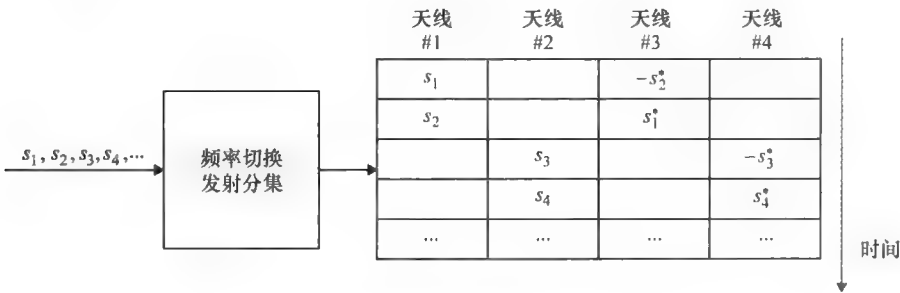 天线 天线 天线 天线
#1 #2 #3 #4
s₁ -s₂*
s₂ s₁*
s₁, s₂, s₃, s₄, ...
频率切换
发射分集
s₃ -s₃*
s₄ s₄*
... ... ... ...
时间